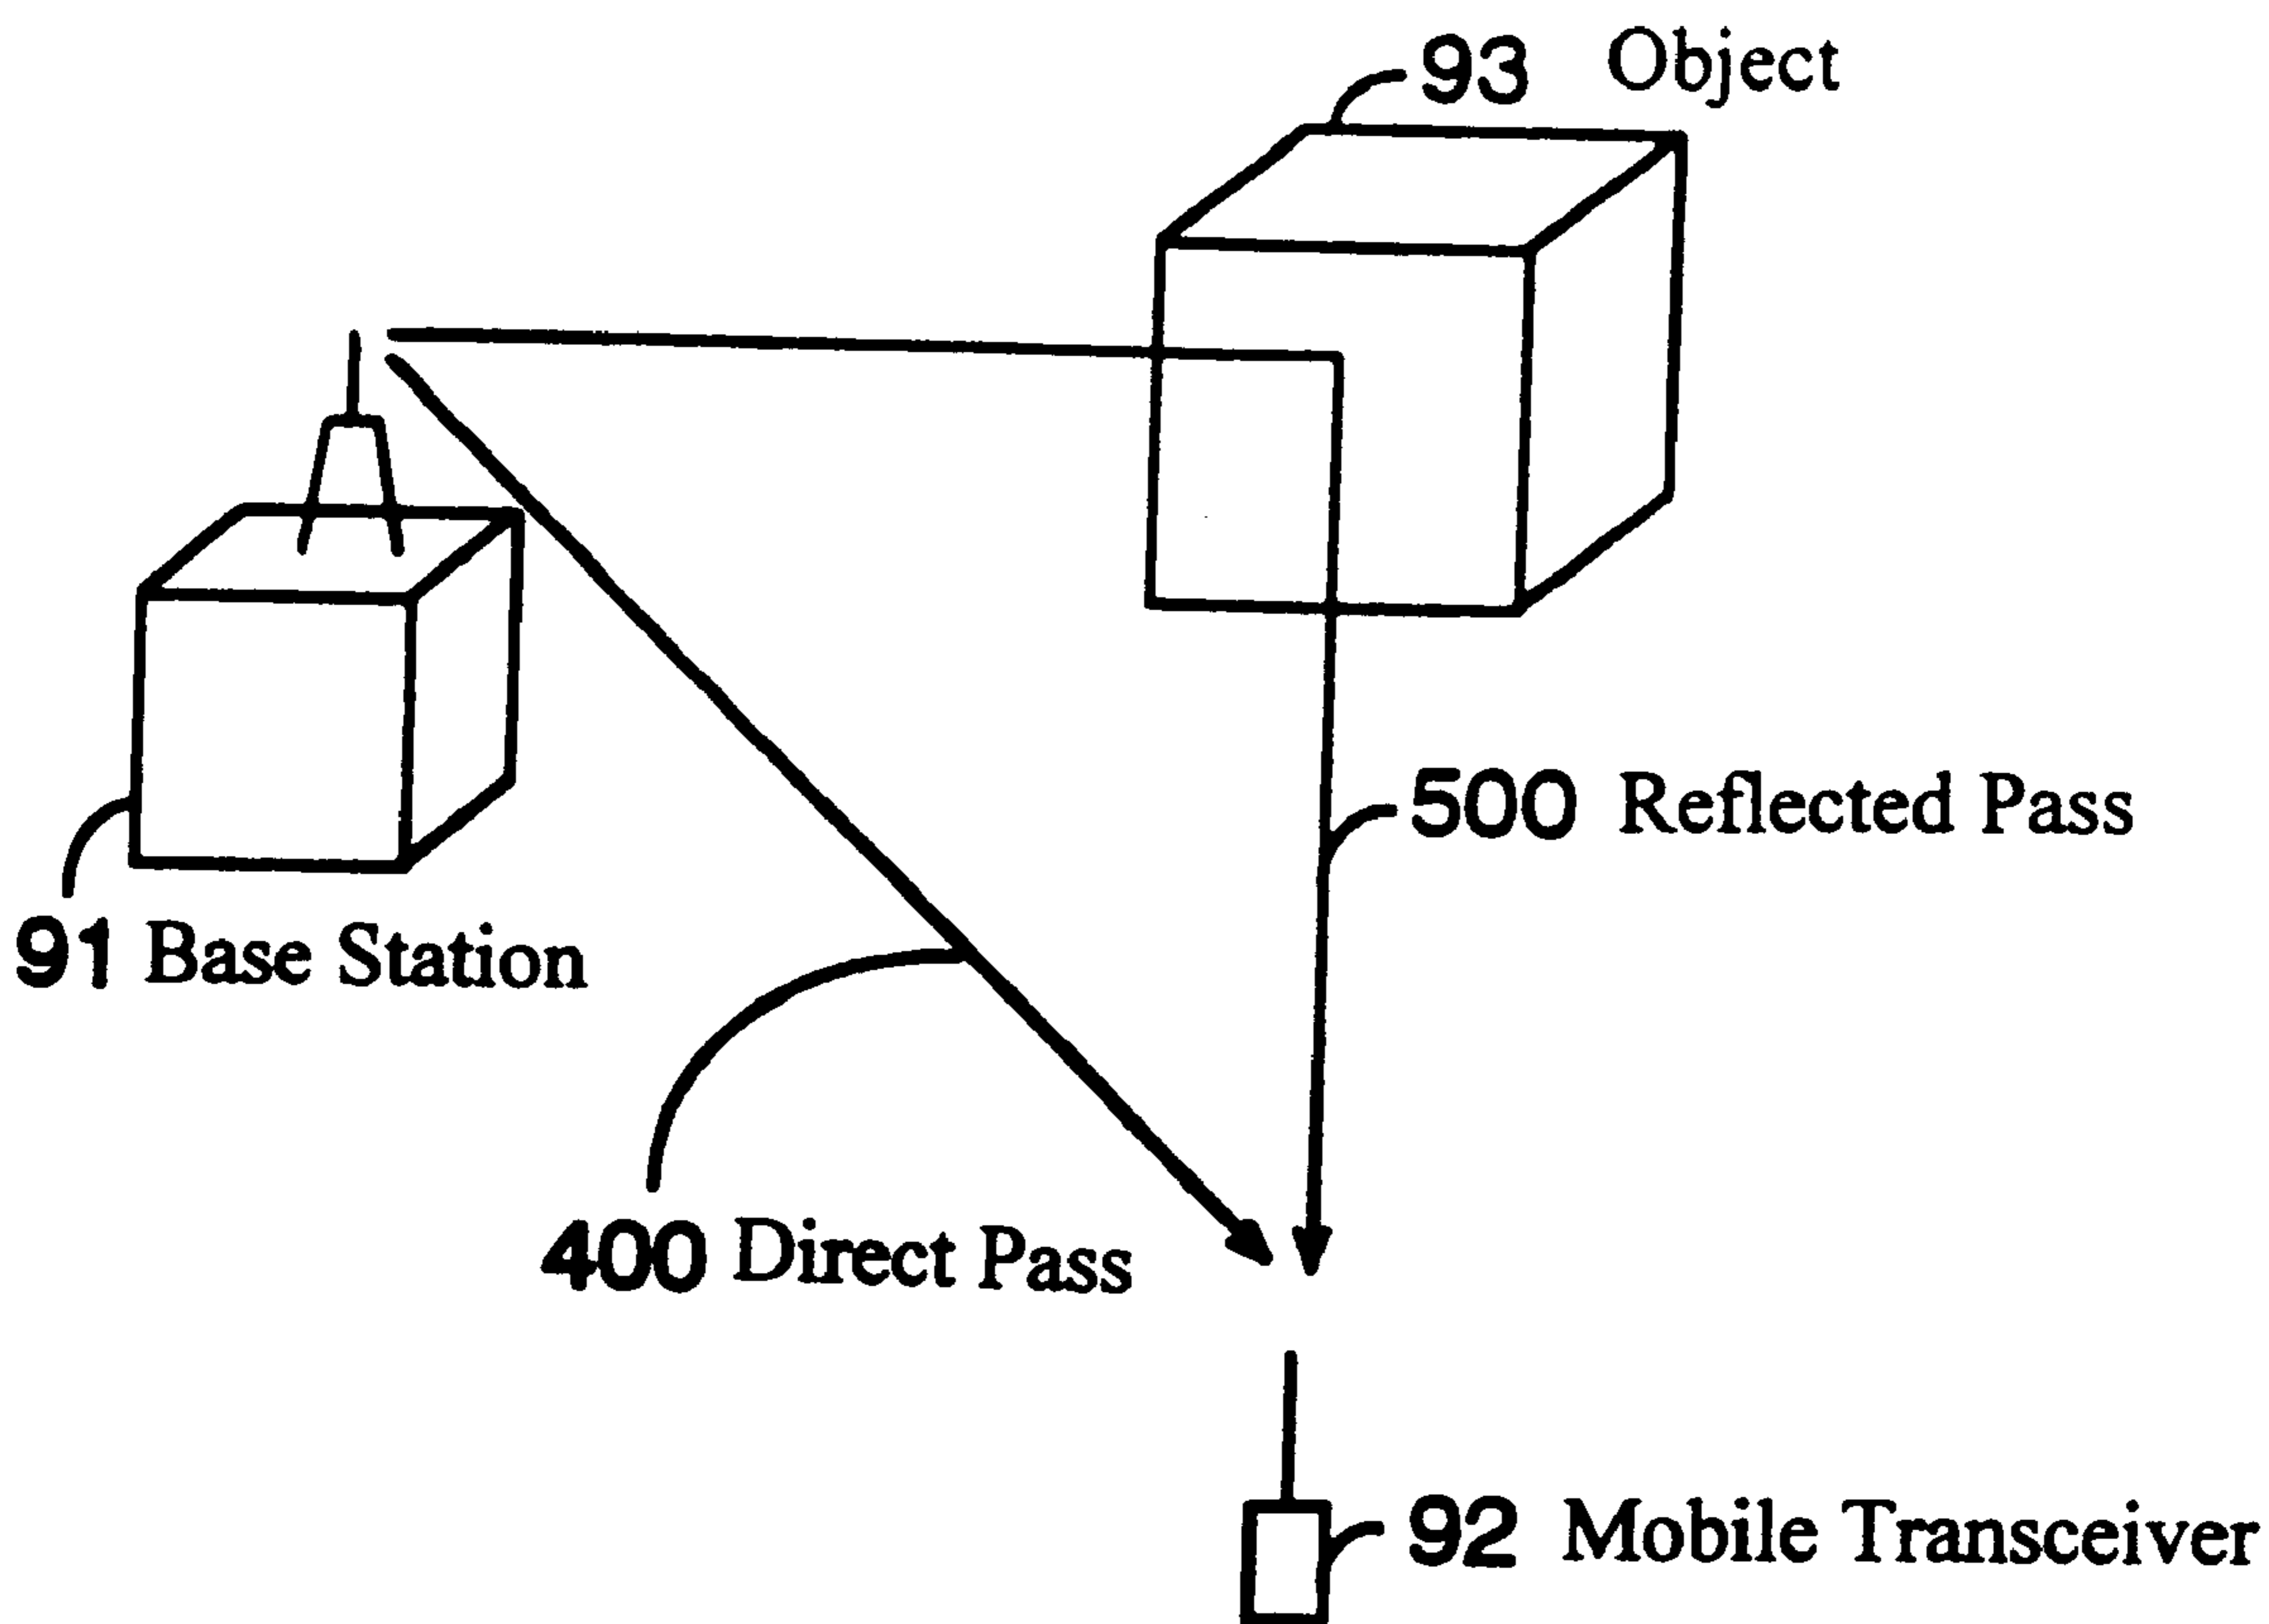 93 Object
500 Reflected Pass
91 Base Station
400 Direct Pass
92 Mobile Transceiver